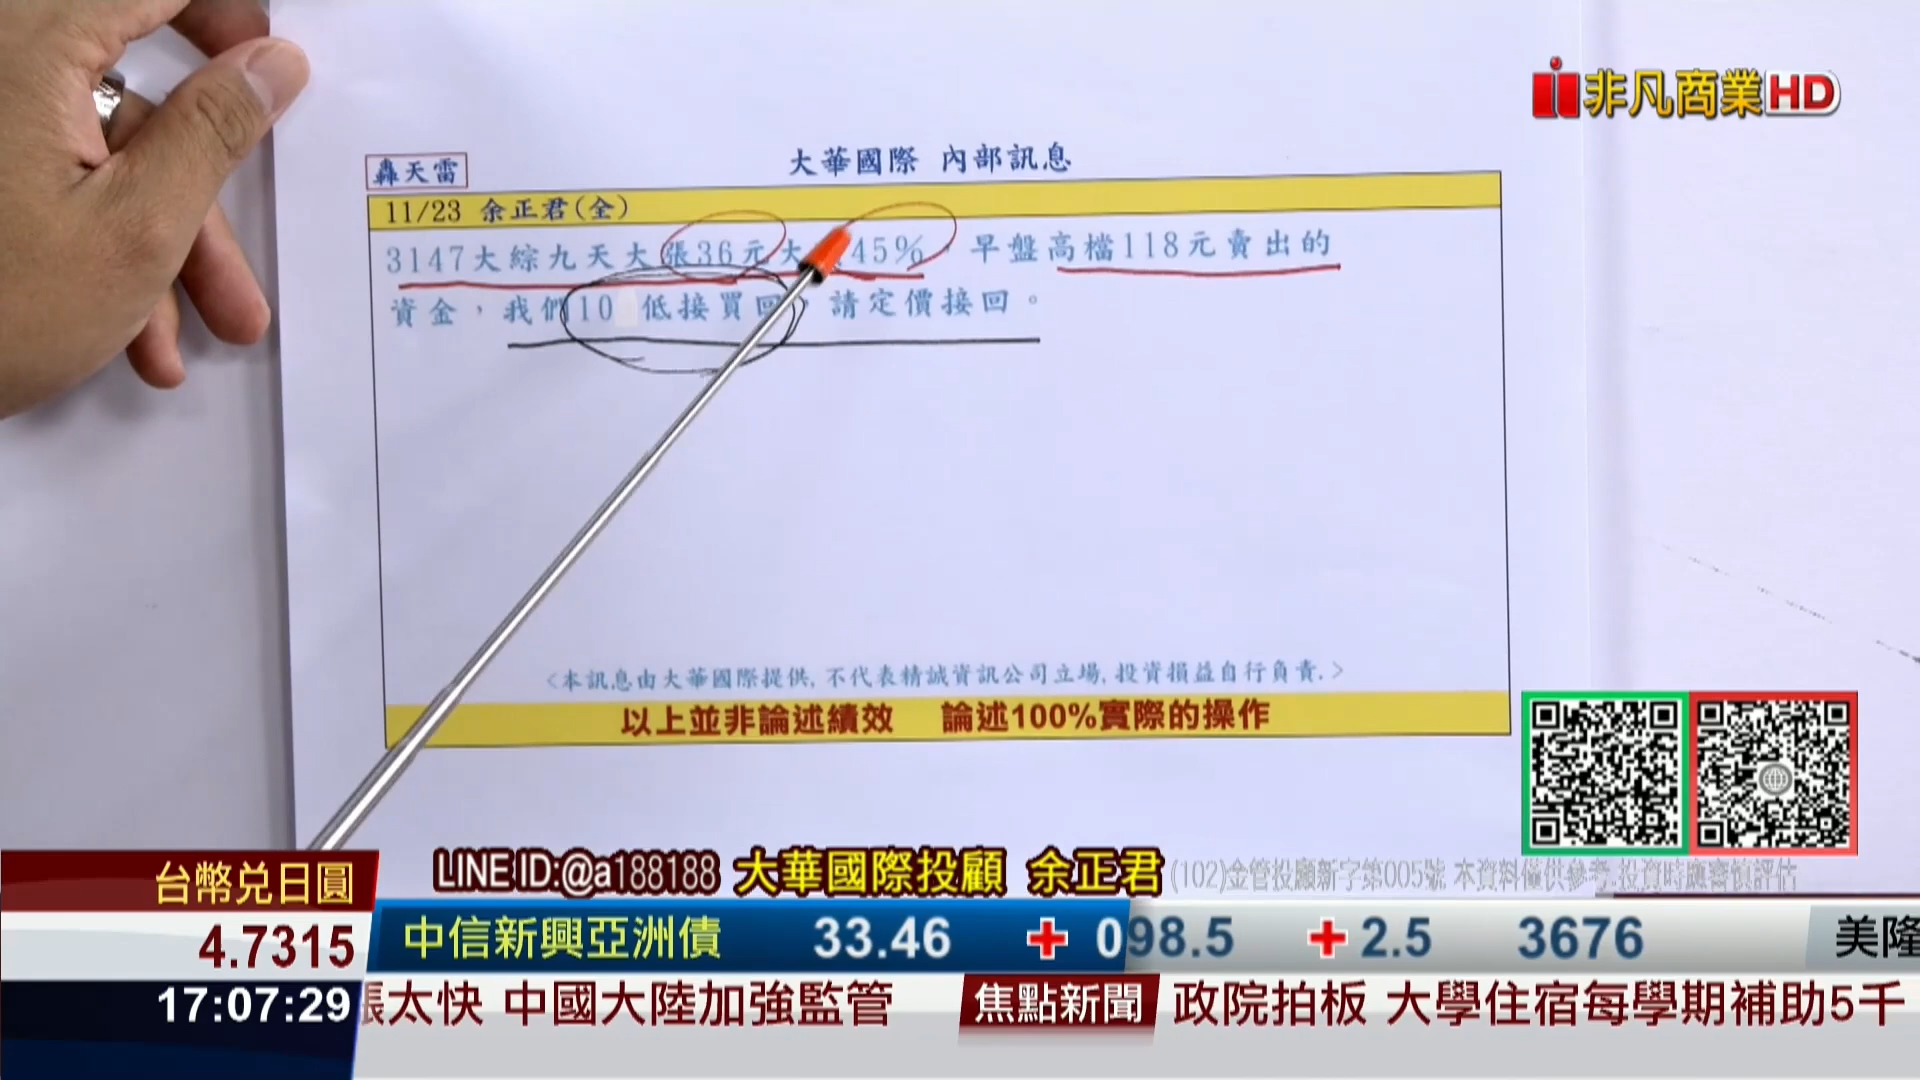 非凡商業HD
大華國際 內部訊息
轟天雷
11/23 余正君(全)
3147大綜九天大張36元大 45%，早盤高檔118元賣出的
資金，我們10 低接買回，請定價接回。
<本訊息由大華國際提供,不代表精誠資訊公司立場,投資損益自行負責.>
以上並非論述績效 論述100%實際的操作
LINE ID:@a188188 大華國際投顧 余正君 (102)金管投顧新字第005號 本資料僅供參考,投資時應審慎評估
台幣兌日圓
4.7315
中信新興亞洲債 33.46 + 098.5 + 2.5 3676 美隆
17:07:29
張太快 中國大陸加強監管 焦點新聞 政院拍板 大學住宿每學期補助5千